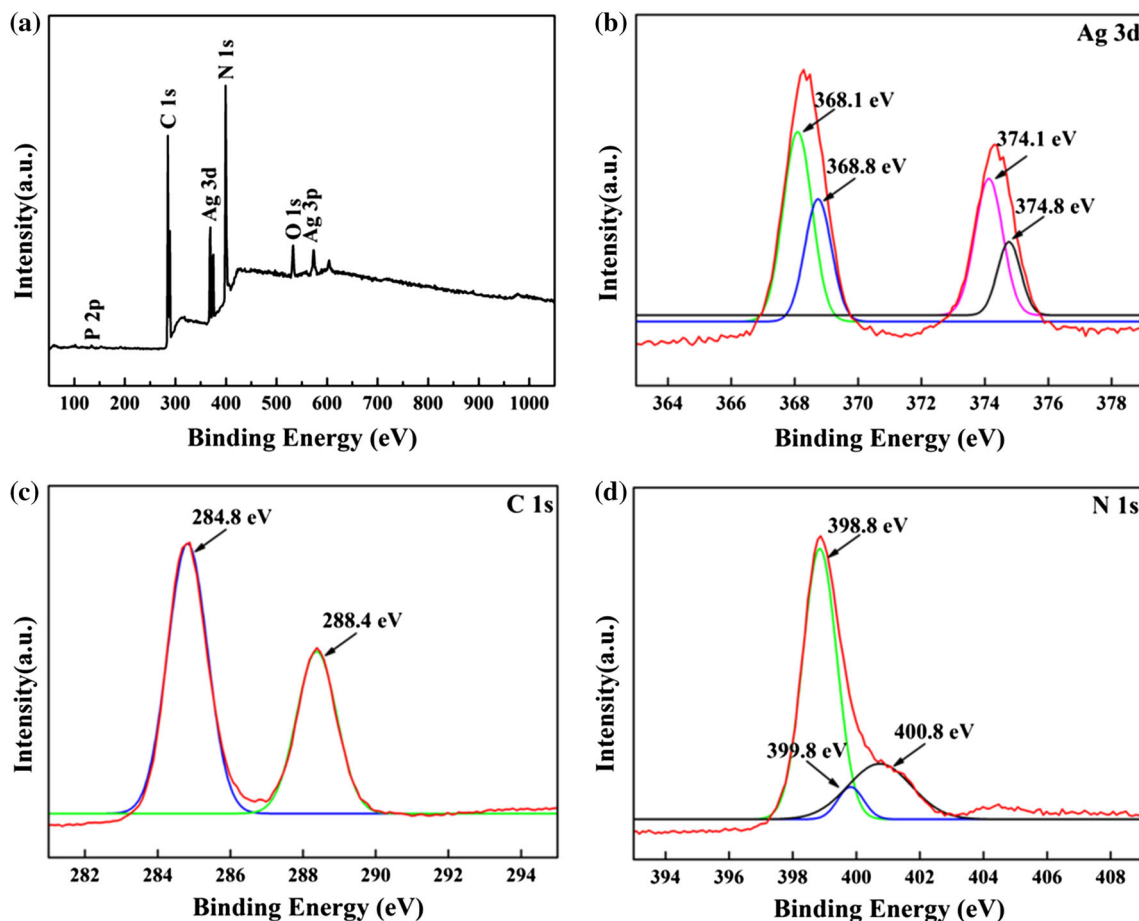 (a)
P 2p
C 1s
Ag 3d
N 1s
O 1s
Ag 3p
Intensity(a.u.)
100 200 300 400 500 600 700 800 900 1000
Binding Energy (eV)
(b)
Ag 3d
368.1 eV
368.8 eV
374.1 eV
374.8 eV
Intensity(a.u.)
364 366 368 370 372 374 376 378
Binding Energy (eV)
(c)
C 1s
284.8 eV
288.4 eV
Intensity(a.u.)
282 284 286 288 290 292 294
Binding Energy (eV)
(d)
N 1s
398.8 eV
399.8 eV
400.8 eV
Intensity(a.u.)
394 396 398 400 402 404 406 408
Binding Energy (eV)